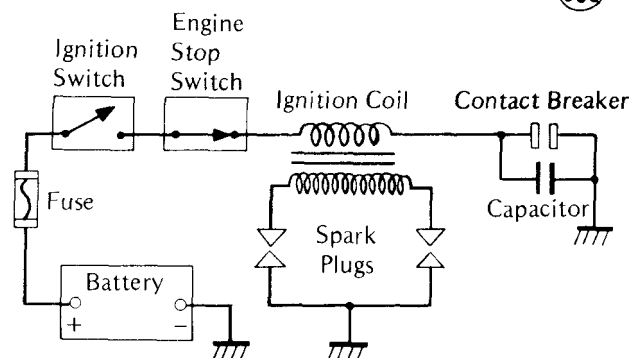 Ignition
Switch
Engine
Stop
Switch
Ignition Coil
Contact Breaker
Fuse
Capacitor
Spark
Plugs
Battery
+
−